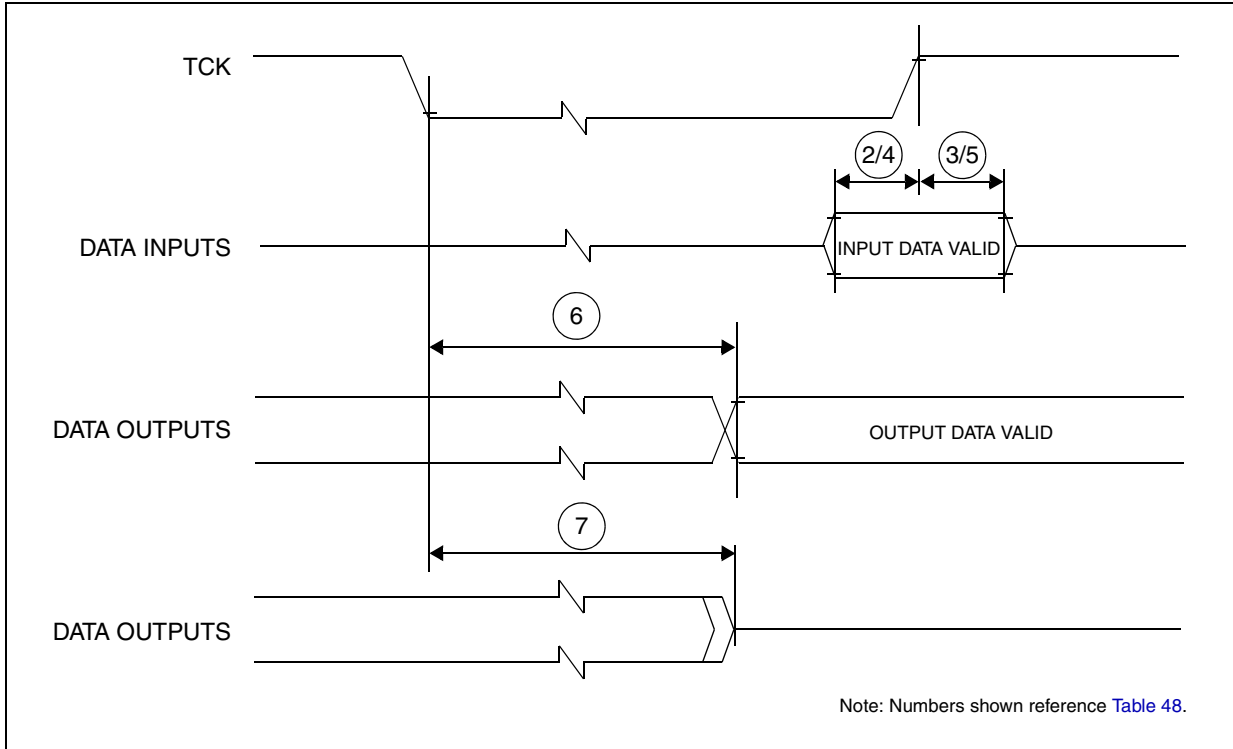 TCK
2/4
3/5
DATA INPUTS
INPUT DATA VALID
6
DATA OUTPUTS
OUTPUT DATA VALID
7
DATA OUTPUTS
Note: Numbers shown reference Table 48.